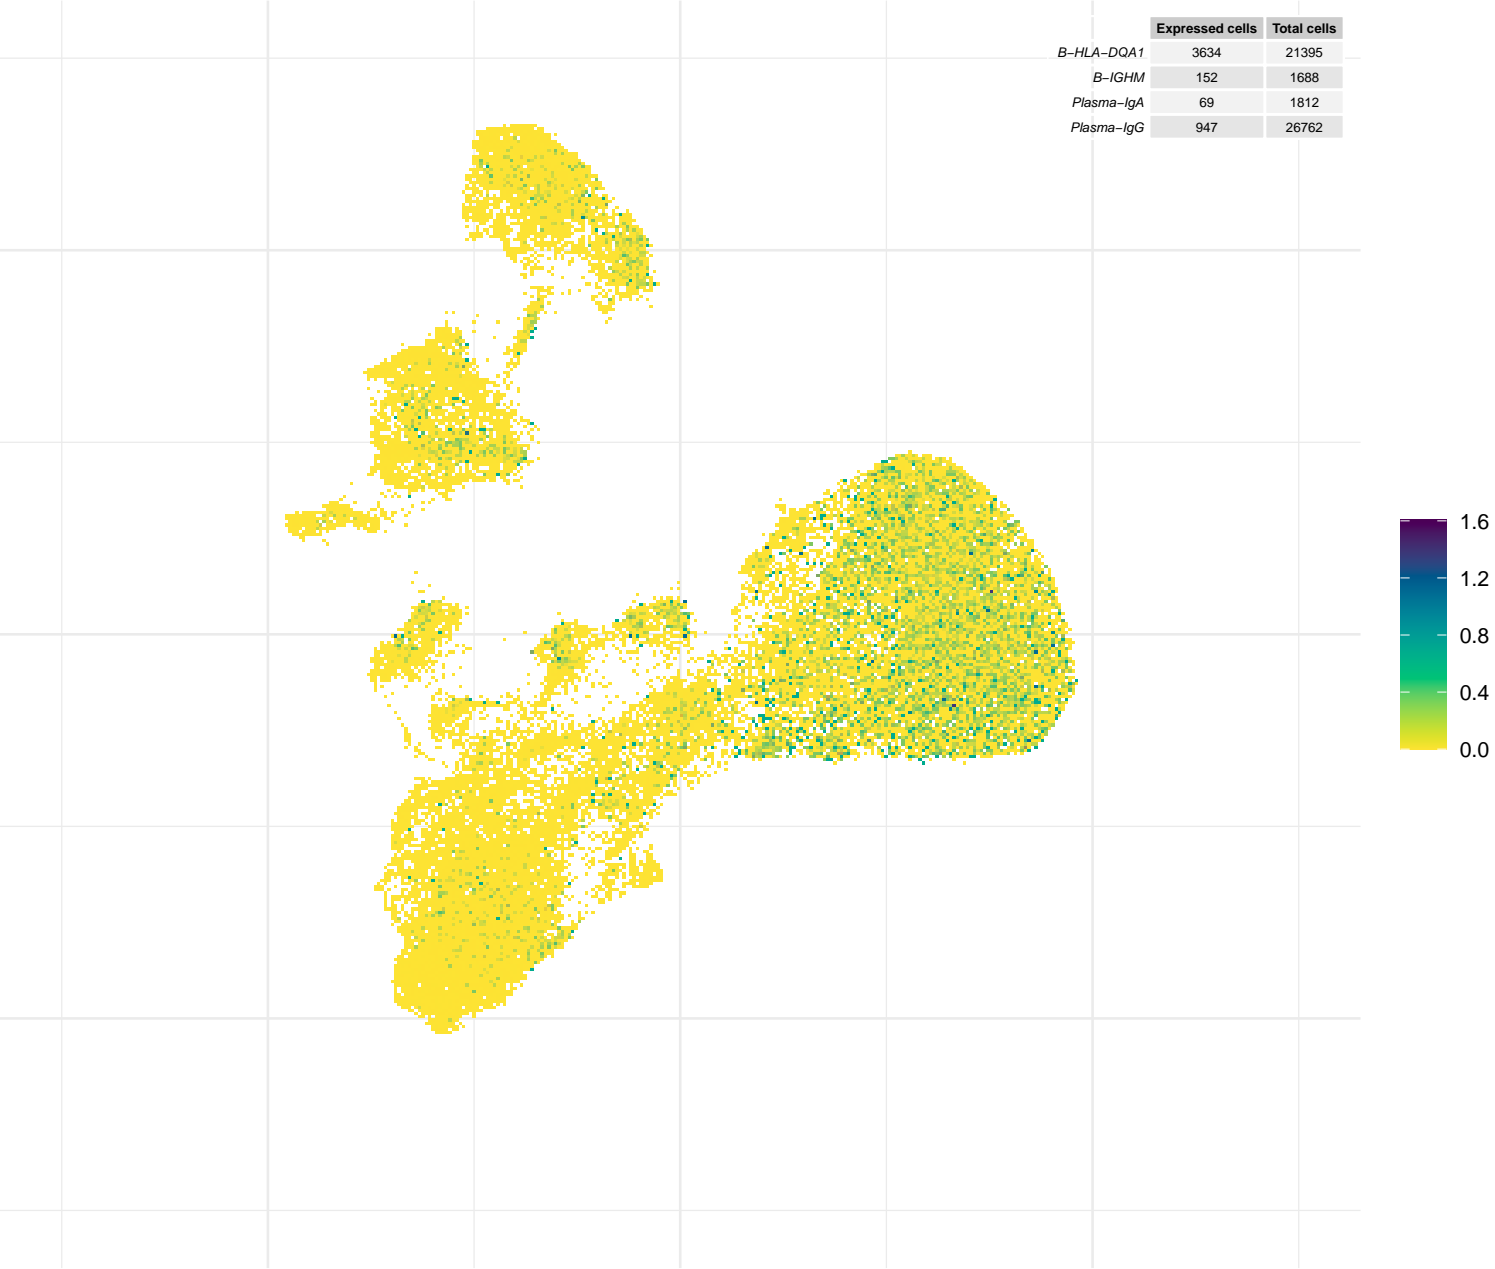 Expressed cells Total cells
B−HLA−DQA1 3634 21395
B−IGHM 152 1688
Plasma−IgA 69 1812
Plasma−IgG 947 26762
1.6
1.2
0.8
0.4
0.0